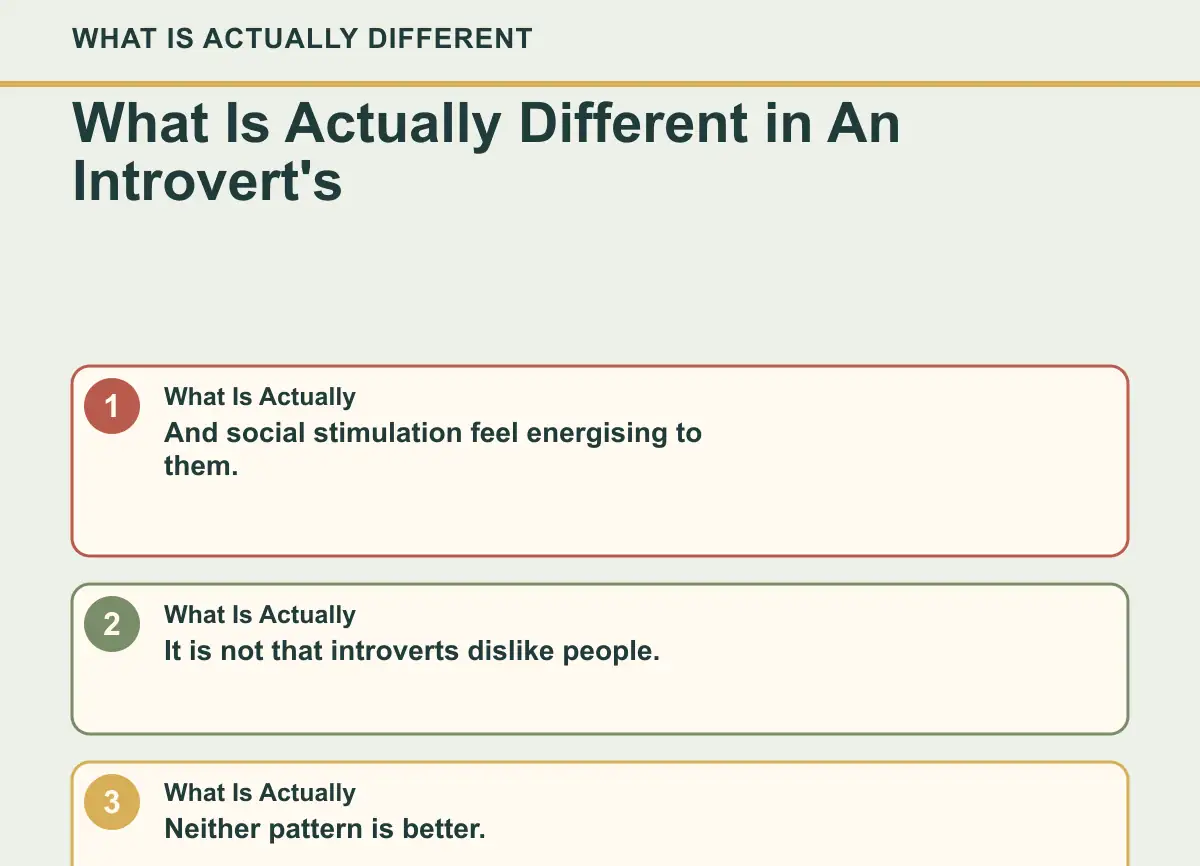 WHAT IS ACTUALLY DIFFERENT
What Is Actually Different in An
Introvert's
1
What Is Actually
And social stimulation feel energising to
them.
2
What Is Actually
It is not that introverts dislike people.
3
What Is Actually
Neither pattern is better.